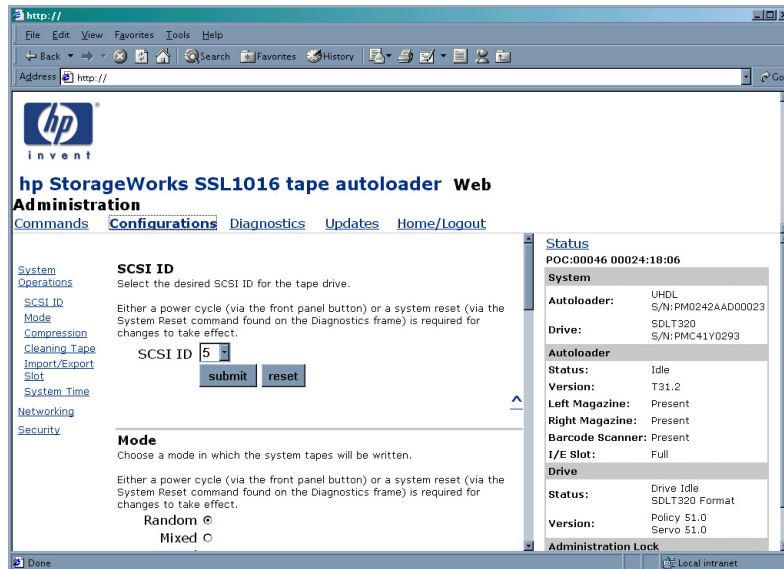 http://
File Edit View Favorites Tools Help
Back Search Favorites History
Address http:// Go
hp
invent
hp StorageWorks SSL1016 tape autoloader Web
Administration
Commands Configurations Diagnostics Updates Home/Logout
System
Operations
SCSI ID
Mode
Compression
Cleaning Tape
Import/Export
Slot
System Time
Networking
Security
SCSI ID
Select the desired SCSI ID for the tape drive.
Either a power cycle (via the front panel button) or a system reset (via the
System Reset command found on the Diagnostics frame) is required for
changes to take effect.
SCSI ID 5
submit reset
^
Mode
Choose a mode in which the system tapes will be written.
Either a power cycle (via the front panel button) or a system reset (via the
System Reset command found on the Diagnostics frame) is required for
changes to take effect.
Random
Mixed
Status
POC:00046 00024:18:06
System
Autoloader: UHDL
S/N:PM0242AAD00023
Drive: SDLT320
S/N:PMC41Y0293
Autoloader
Status: Idle
Version: T31.2
Left Magazine: Present
Right Magazine: Present
Barcode Scanner: Present
I/E Slot: Full
Drive
Status: Drive Idle
SDLT320 Format
Version: Policy 51.0
Servo 51.0
Administration Lock
Done Local intranet